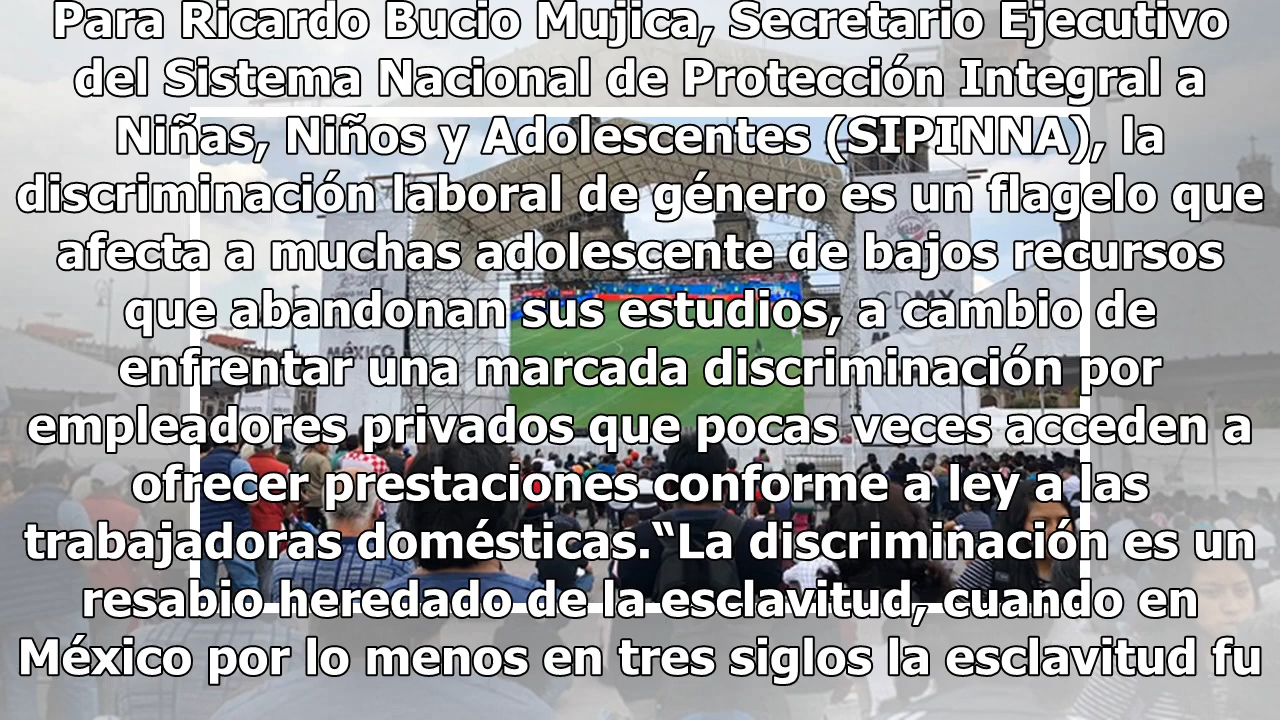 Para Ricardo Bucio Mujica, Secretario Ejecutivo
del Sistema Nacional de Protección Integral a
Niñas, Niños y Adolescentes (SIPINNA), la
discriminación laboral de género es un flagelo que
afecta a muchas adolescente de bajos recursos
que abandonan sus estudios, a cambio de
enfrentar una marcada discriminación por
empleadores privados que pocas veces acceden a
ofrecer prestaciones conforme a ley a las
trabajadoras domésticas.“La discriminación es un
resabio heredado de la esclavitud, cuando en
México por lo menos en tres siglos la esclavitud fu
CDMX
MÉXICO